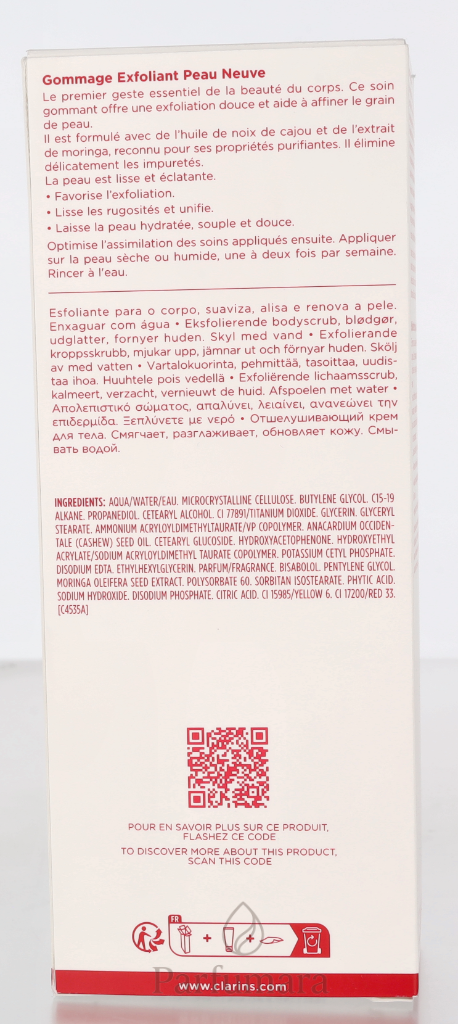 Gommage Exfoliant Peau Neuve
Le premier geste essentiel de la beauté du corps. Ce soin
gommant offre une exfoliation douce et aide à affiner le grain
de peau.
Il est formulé avec de l'huile de noix de cajou et de l'extrait
de moringa, reconnu pour ses propriétés purifiantes. Il élimine
délicatement les impuretés.
La peau est lisse et éclatante.
• Favorise l'exfoliation.
• Lisse les rugosités et unifie.
• Laisse la peau hydratée, souple et douce.
Optimise l'assimilation des soins appliqués ensuite. Appliquer
sur la peau sèche ou humide, une à deux fois par semaine.
Rincer à l'eau.
Esfoliante para o corpo, suaviza, alisa e renova a pele.
Enxaguar com água • Eksfolierende bodyscrub, blødgør,
udglatter, fornyer huden. Skyl med vand • Exfolierande
kroppsskrubb, mjukar upp, jämnar ut och förnyar huden. Skölj
av med vatten • Vartalokuorinta, pehmittää, tasoittaa, uudis-
taa ihoa. Huuhtele pois vedellä • Exfoliërende lichaamsscrub,
kalmeert, verzacht, vernieuwt de huid. Afspoelen met water •
Απολεπιστικό σώματος, απαλύνει, λειαίνει, ανανεώνει την
επιδερμίδα. Ξεπλύνετε με νερό • Отшелушивающий крем
для тела. Смягчает, разглаживает, обновляет кожу. Смы-
вать водой.
INGREDIENTS: AQUA/WATER/EAU. MICROCRYSTALLINE CELLULOSE. BUTYLENE GLYCOL. C15-19
ALKANE. PROPANEDIOL. CETEARYL ALCOHOL. CI 77891/TITANIUM DIOXIDE. GLYCERIN. GLYCERYL
STEARATE. AMMONIUM ACRYLOYLDIMETHYLTAURATE/VP COPOLYMER. ANACARDIUM OCCIDEN-
TALE (CASHEW) SEED OIL. CETEARYL GLUCOSIDE. HYDROXYACETOPHENONE. HYDROXYETHYL
ACRYLATE/SODIUM ACRYLOYLDIMETHYL TAURATE COPOLYMER. POTASSIUM CETYL PHOSPHATE.
DISODIUM EDTA. ETHYLHEXYLGLYCERIN. PARFUM/FRAGRANCE. BISABOLOL. PENTYLENE GLYCOL.
MORINGA OLEIFERA SEED EXTRACT. POLYSORBATE 60. SORBITAN ISOSTEARATE. PHYTIC ACID.
SODIUM HYDROXIDE. DISODIUM PHOSPHATE. CITRIC ACID. CI 15985/YELLOW 6. CI 17200/RED 33.
[C4535A]
POUR EN SAVOIR PLUS SUR CE PRODUIT,
FLASHEZ CE CODE
TO DISCOVER MORE ABOUT THIS PRODUCT,
SCAN THIS CODE
FR
+ +
Parfumara
www.clarins.com